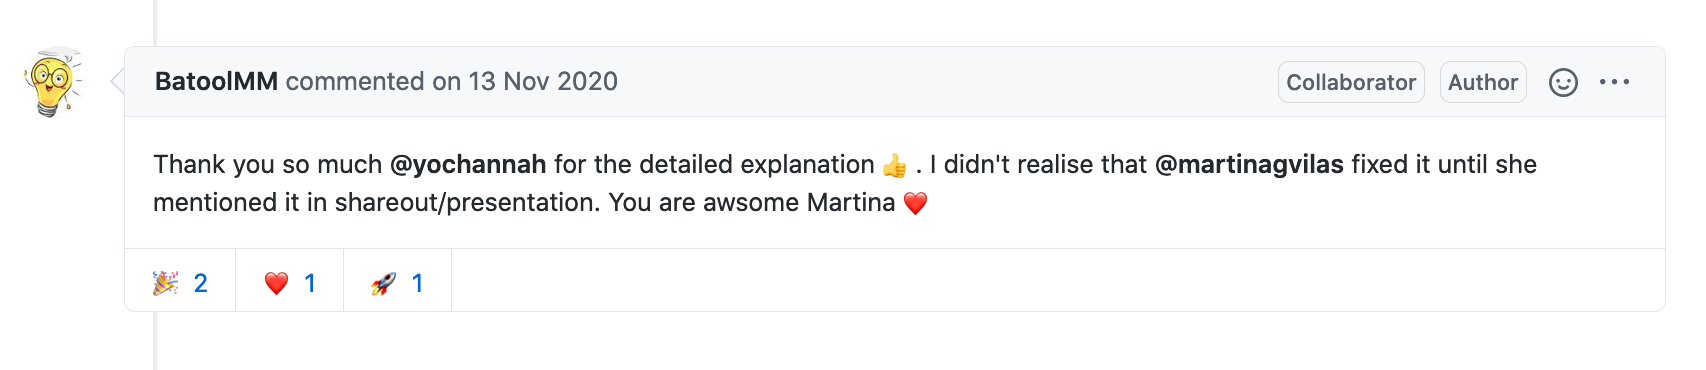 BatoolMM commented on 13 Nov 2020 Collaborator Author
Thank you so much @yochannah for the detailed explanation 👍 . I didn't realise that @martinagvilas fixed it until she
mentioned it in shareout/presentation. You are awsome Martina ❤️
🎉 2 ❤️ 1 🚀 1